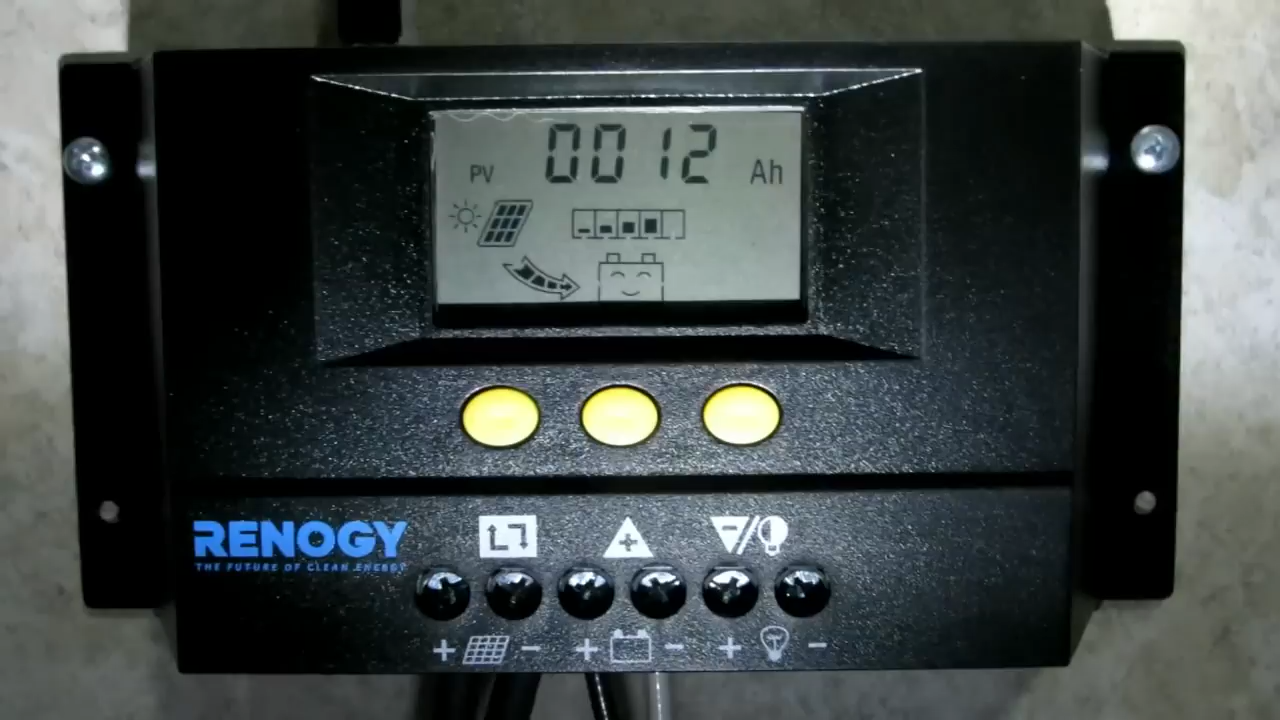 0012
PV
Ah
RENOGY
THE FUTURE OF CLEAN ENERGY
+ - + - + -